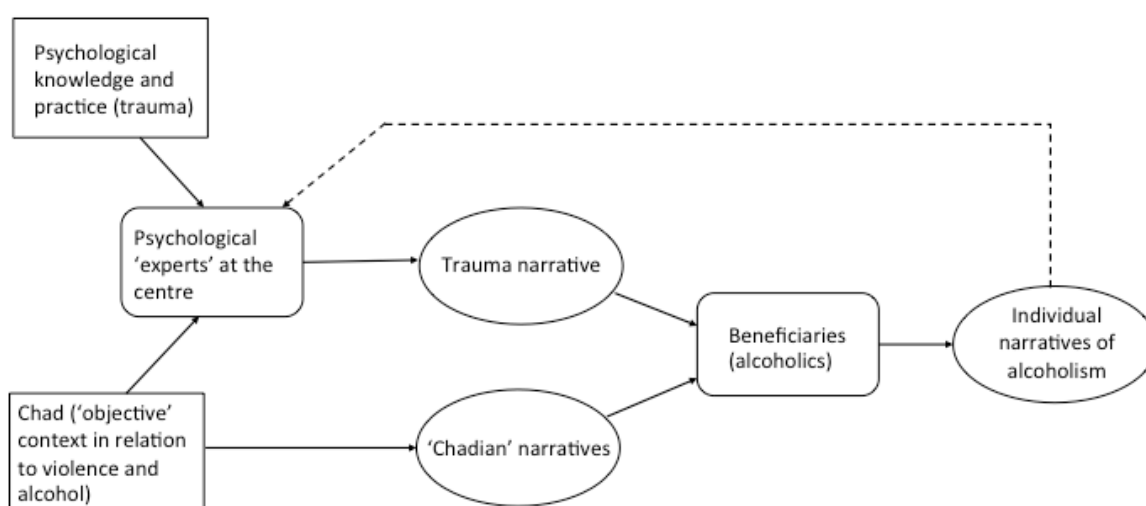 Psychological
knowledge and
practice (trauma)
Psychological
‘experts’ at the
centre
Trauma narrative
Beneficiaries
(alcoholics)
Individual
narratives of
alcoholism
Chad (‘objective’
context in relation
to violence and
alcohol)
‘Chadian’ narratives